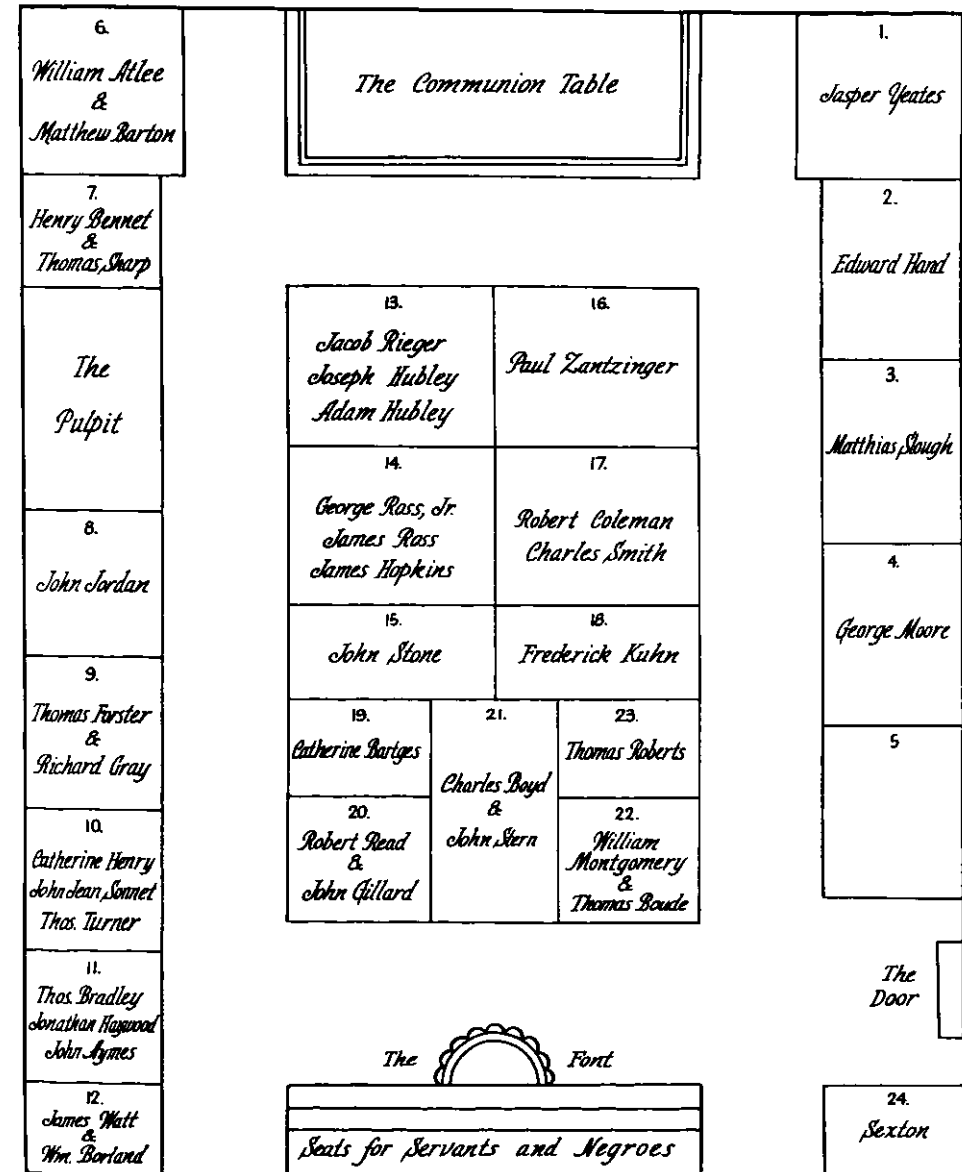 6.
William Atlee
&
Matthew Barton
The Communion Table
1.
Jasper Yeates
7.
Henry Bennet
&
Thomas Sharp
2.
Edward Hand
The
Pulpit
13.
Jacob Rieger
Joseph Hubley
Adam Hubley
16.
Paul Zantzinger
3.
Matthias Slough
14.
George Ross, Jr.
James Ross
James Hopkins
17.
Robert Coleman
Charles Smith
8.
John Jordan
4.
George Moore
15.
John Stone
18.
Frederick Kuhn
9.
Thomas Forster
&
Richard Gray
19.
Catherine Bartges
21.
Charles Boyd
&
John Stern
23.
Thomas Roberts
5
20.
Robert Read
&
John Gillard
22.
William
Montgomery
&
Thomas Boude
10.
Catherine Henry
John Jean Sonnet
Thos. Turner
11.
Thos. Bradley
Jonathan Haywood
John Aymes
The
Door
The Font
12.
James Watt
&
Wm. Borland
Seats for Servants and Negroes
24.
Sexton